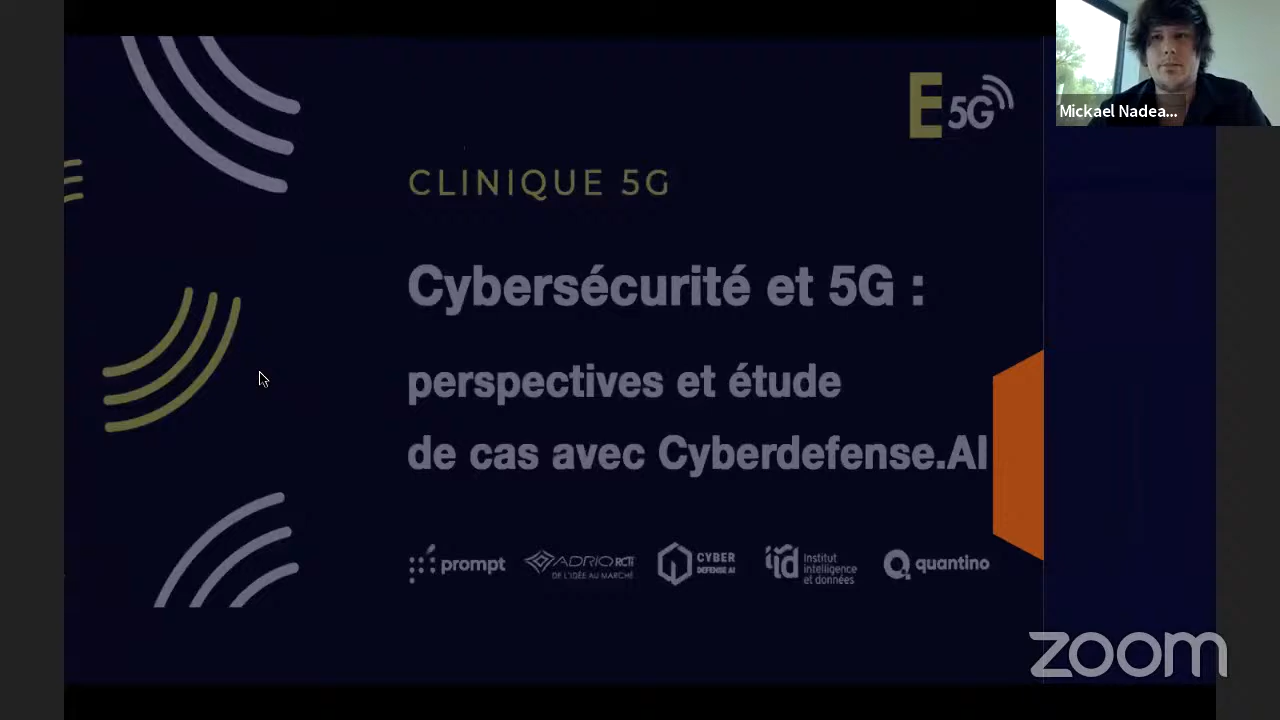 Mickael Nadea...
E 5G
CLINIQUE 5G
Cybersécurité et 5G :
perspectives et étude
de cas avec Cyberdefense.AI
prompt
ADRIQ RCTi
DE L'IDÉE AU MARCHÉ
CYBER
DEFENSE AI
iid Institut
intelligence
et données
quantino
zoom